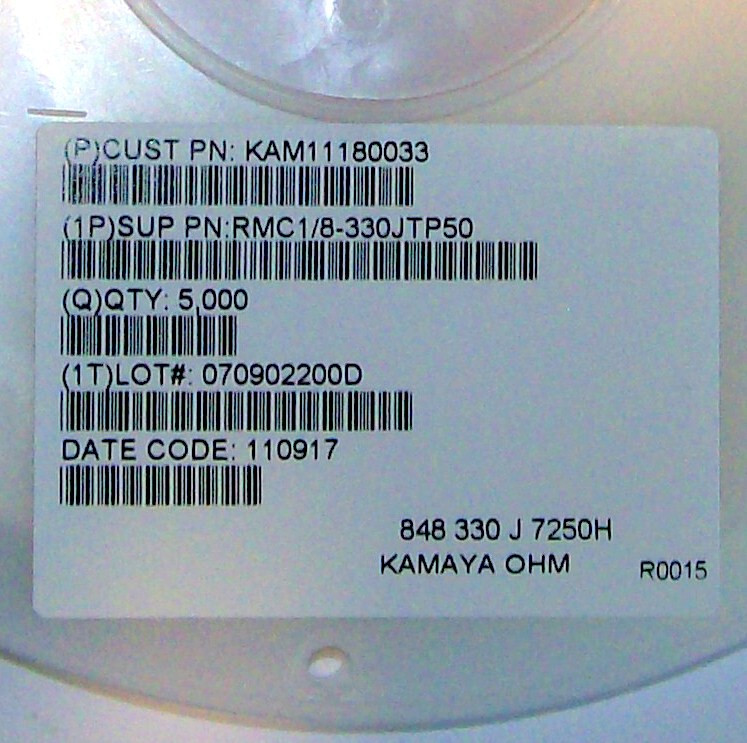 (P)CUST PN: KAM11180033
(1P)SUP PN:RMC1/8-330JTP50
(Q)QTY: 5,000
(1T)LOT#: 070902200D
DATE CODE: 110917
848 330 J 7250H
KAMAYA OHM
R0015